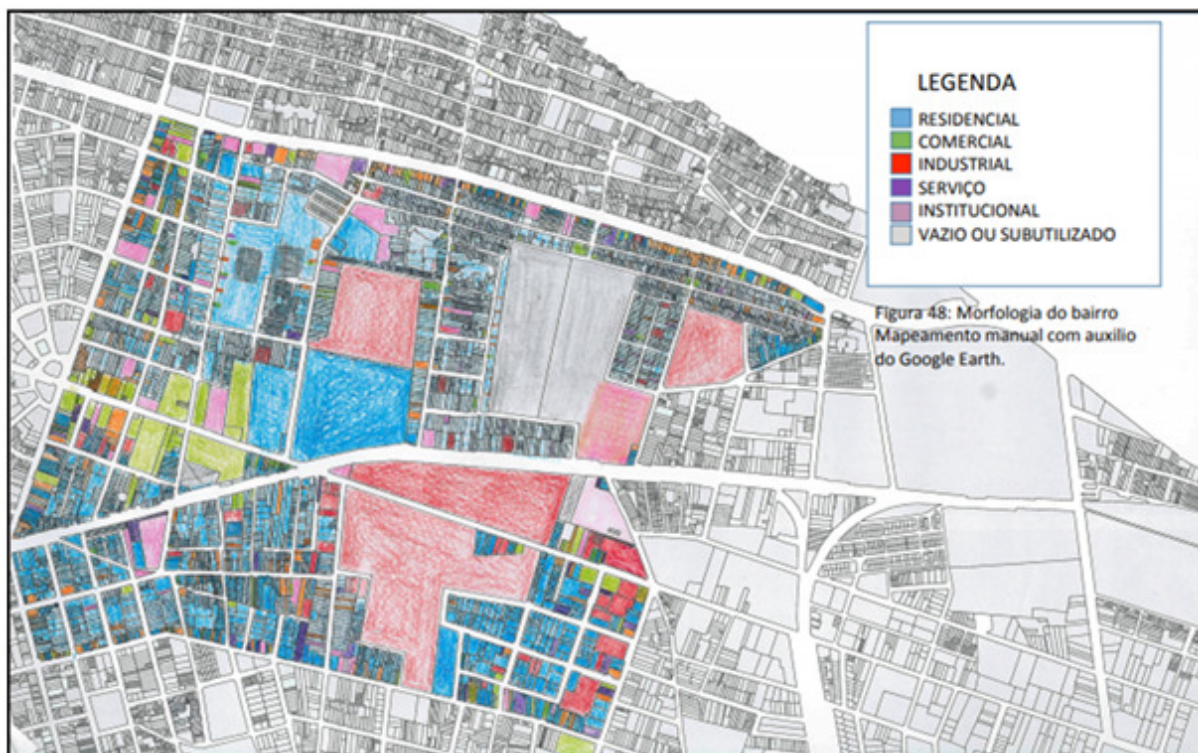 LEGENDA
RESIDENCIAL
COMERCIAL
INDUSTRIAL
SERVIÇO
INSTITUCIONAL
VAZIO OU SUBUTILIZADO
Figura 48: Morfologia do bairro
Mapeamento manual com auxilio
do Google Earth.